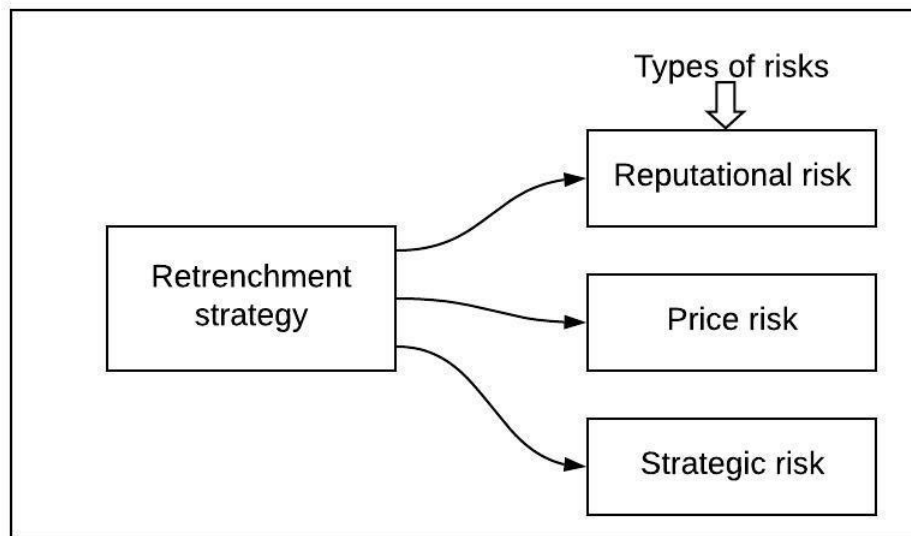 Types of risks
Reputational risk
Retrenchment
strategy
Price risk
Strategic risk